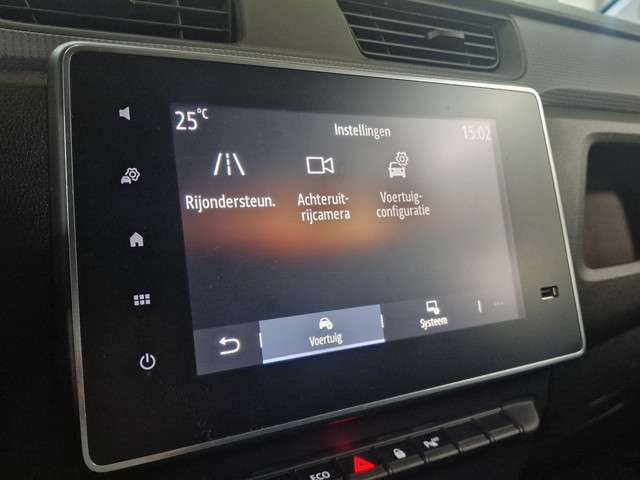 25°C
Instellingen
15:02
Rijondersteun.
Achteruit-
rijcamera
Voertuig-
configuratie
Voertuig
Systeem
ECO